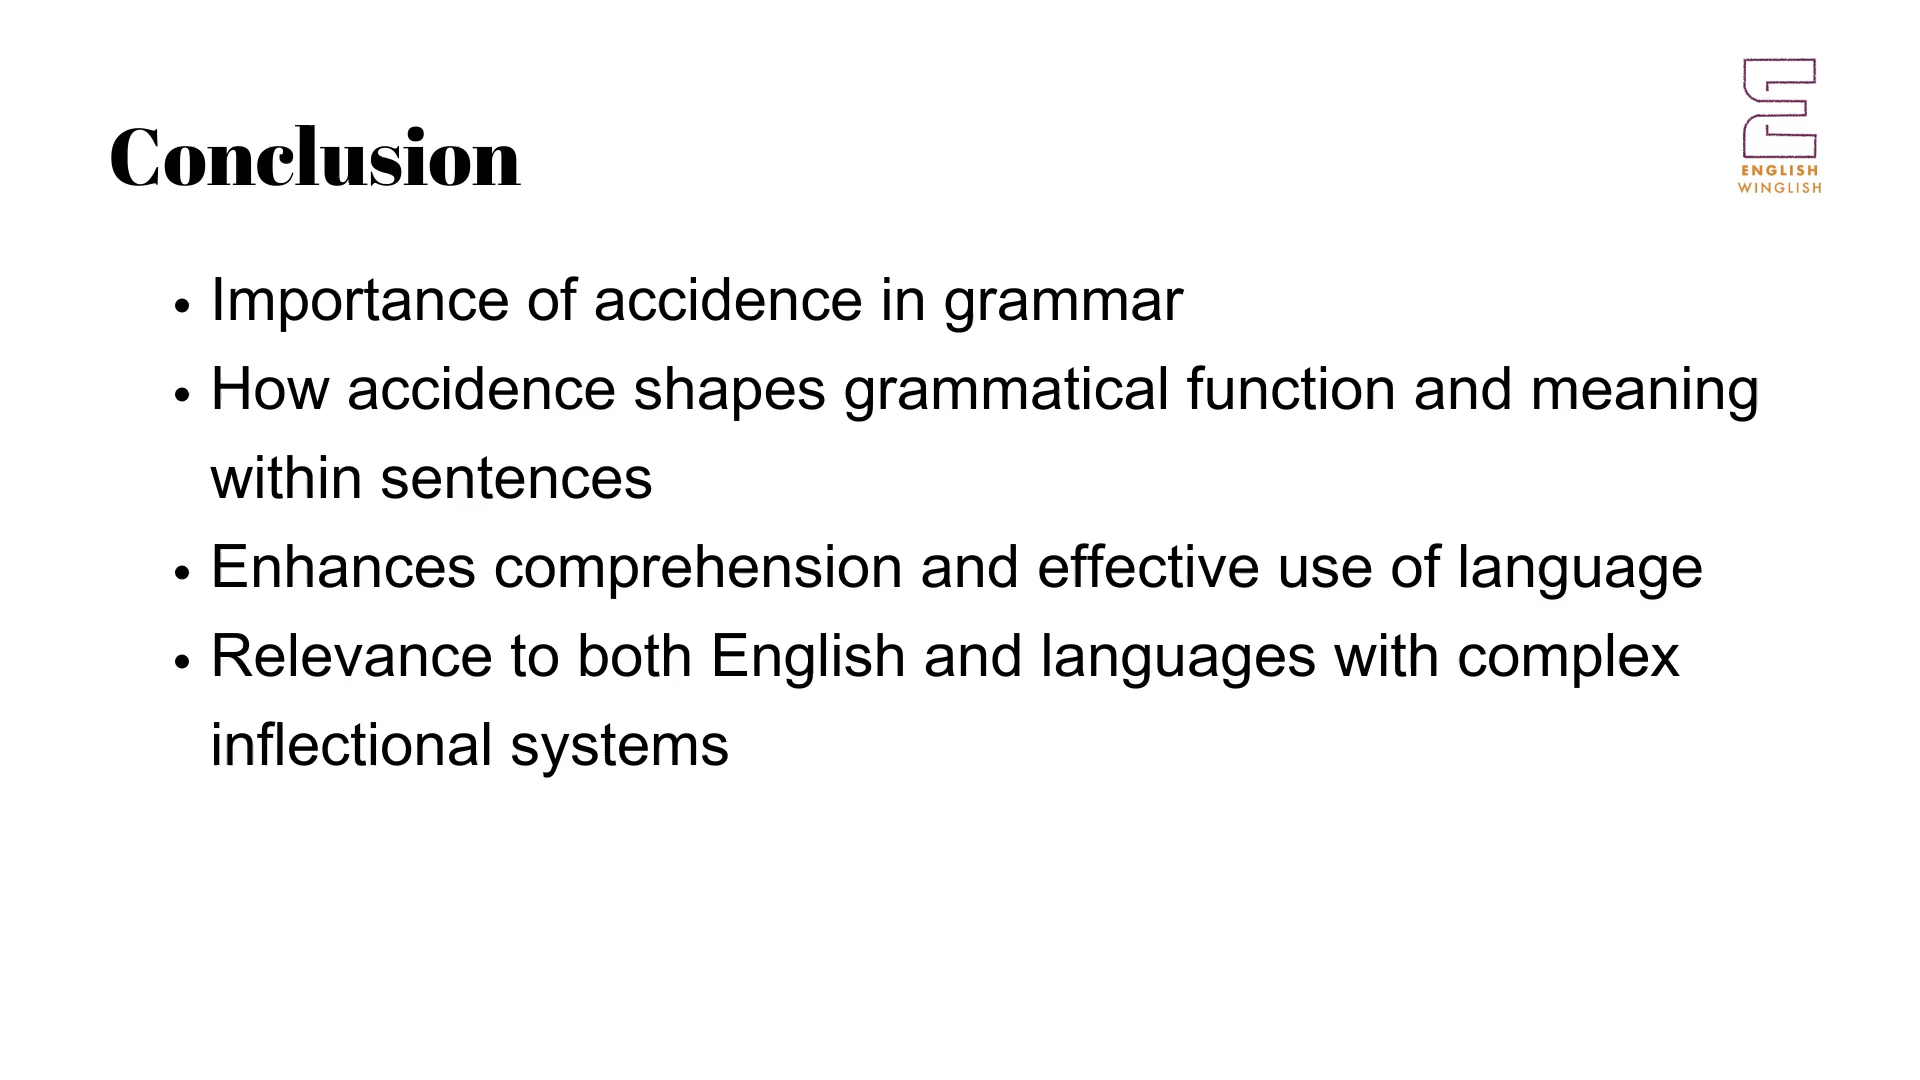 Conclusion
ENGLISH
WINGLISH
• Importance of accidence in grammar
• How accidence shapes grammatical function and meaning
within sentences
• Enhances comprehension and effective use of language
• Relevance to both English and languages with complex
inflectional systems